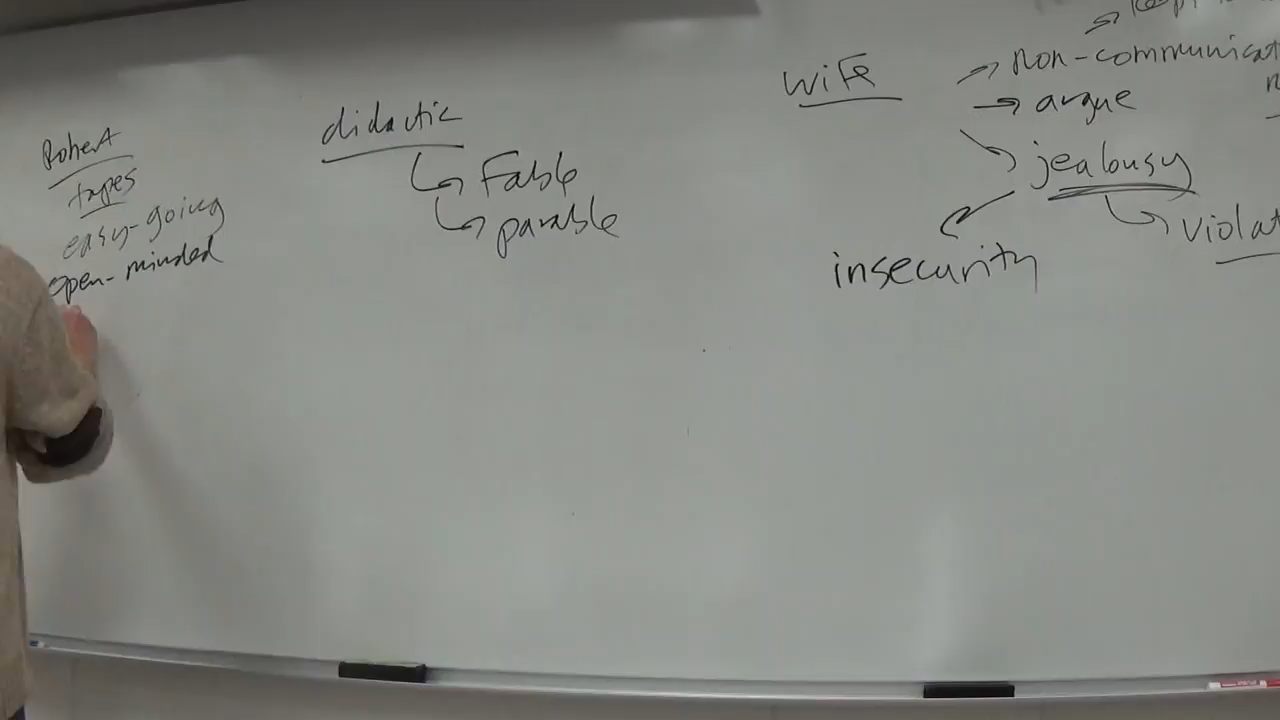 Robert
tapes
easy-going
open-minded
didactic
↳ Fable
↳ parable
wife
→ non-communicat
→ argue
→ jealousy
→ violat
insecurity